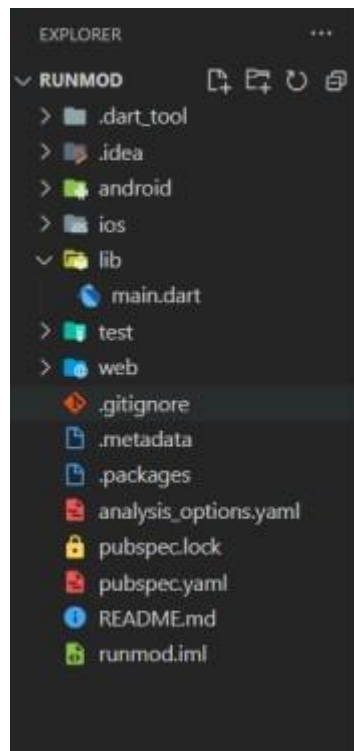 EXPLORER
RUNMOD
.dart_tool
.idea
android
ios
lib
main.dart
test
web
.gitignore
.metadata
.packages
analysis_options.yaml
pubspec.lock
pubspec.yaml
README.md
runmod.iml